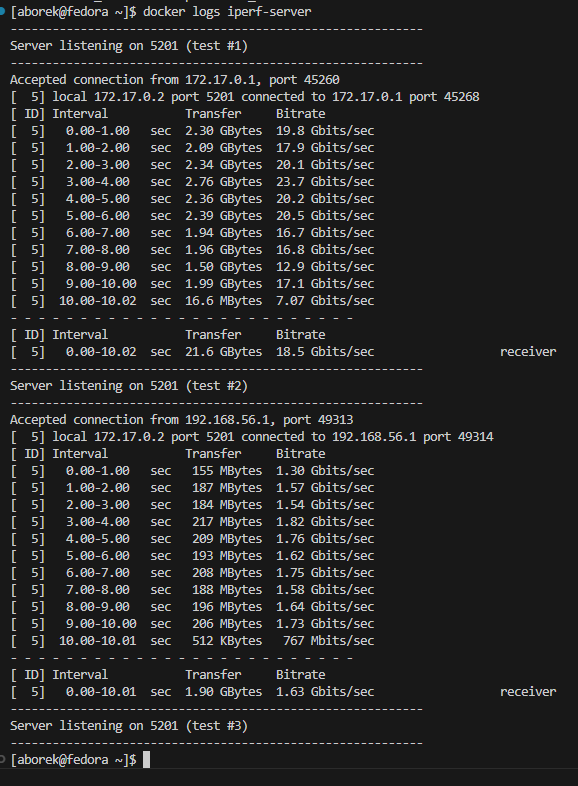 [aborek@fedora ~]$ docker logs iperf-server
-----------------------------------------------------------
Server listening on 5201 (test #1)
-----------------------------------------------------------
Accepted connection from 172.17.0.1, port 45260
[  5] local 172.17.0.2 port 5201 connected to 172.17.0.1 port 45268
[ ID] Interval           Transfer     Bitrate
[  5]   0.00-1.00   sec  2.30 GBytes  19.8 Gbits/sec
[  5]   1.00-2.00   sec  2.09 GBytes  17.9 Gbits/sec
[  5]   2.00-3.00   sec  2.34 GBytes  20.1 Gbits/sec
[  5]   3.00-4.00   sec  2.76 GBytes  23.7 Gbits/sec
[  5]   4.00-5.00   sec  2.36 GBytes  20.2 Gbits/sec
[  5]   5.00-6.00   sec  2.39 GBytes  20.5 Gbits/sec
[  5]   6.00-7.00   sec  1.94 GBytes  16.7 Gbits/sec
[  5]   7.00-8.00   sec  1.96 GBytes  16.8 Gbits/sec
[  5]   8.00-9.00   sec  1.50 GBytes  12.9 Gbits/sec
[  5]   9.00-10.00  sec  1.99 GBytes  17.1 Gbits/sec
[  5]  10.00-10.02  sec  16.6 MBytes  7.07 Gbits/sec
- - - - - - - - - - - - - - - - - - - - - - - - -
[ ID] Interval           Transfer     Bitrate
[  5]   0.00-10.02  sec  21.6 GBytes  18.5 Gbits/sec                  receiver
-----------------------------------------------------------
Server listening on 5201 (test #2)
-----------------------------------------------------------
Accepted connection from 192.168.56.1, port 49313
[  5] local 172.17.0.2 port 5201 connected to 192.168.56.1 port 49314
[ ID] Interval           Transfer     Bitrate
[  5]   0.00-1.00   sec   155 MBytes  1.30 Gbits/sec
[  5]   1.00-2.00   sec   187 MBytes  1.57 Gbits/sec
[  5]   2.00-3.00   sec   184 MBytes  1.54 Gbits/sec
[  5]   3.00-4.00   sec   217 MBytes  1.82 Gbits/sec
[  5]   4.00-5.00   sec   209 MBytes  1.76 Gbits/sec
[  5]   5.00-6.00   sec   193 MBytes  1.62 Gbits/sec
[  5]   6.00-7.00   sec   208 MBytes  1.75 Gbits/sec
[  5]   7.00-8.00   sec   188 MBytes  1.58 Gbits/sec
[  5]   8.00-9.00   sec   196 MBytes  1.64 Gbits/sec
[  5]   9.00-10.00  sec   206 MBytes  1.73 Gbits/sec
[  5]  10.00-10.01  sec   512 KBytes   767 Mbits/sec
- - - - - - - - - - - - - - - - - - - - - - - - -
[ ID] Interval           Transfer     Bitrate
[  5]   0.00-10.01  sec  1.90 GBytes  1.63 Gbits/sec                  receiver
-----------------------------------------------------------
Server listening on 5201 (test #3)
-----------------------------------------------------------
[aborek@fedora ~]$